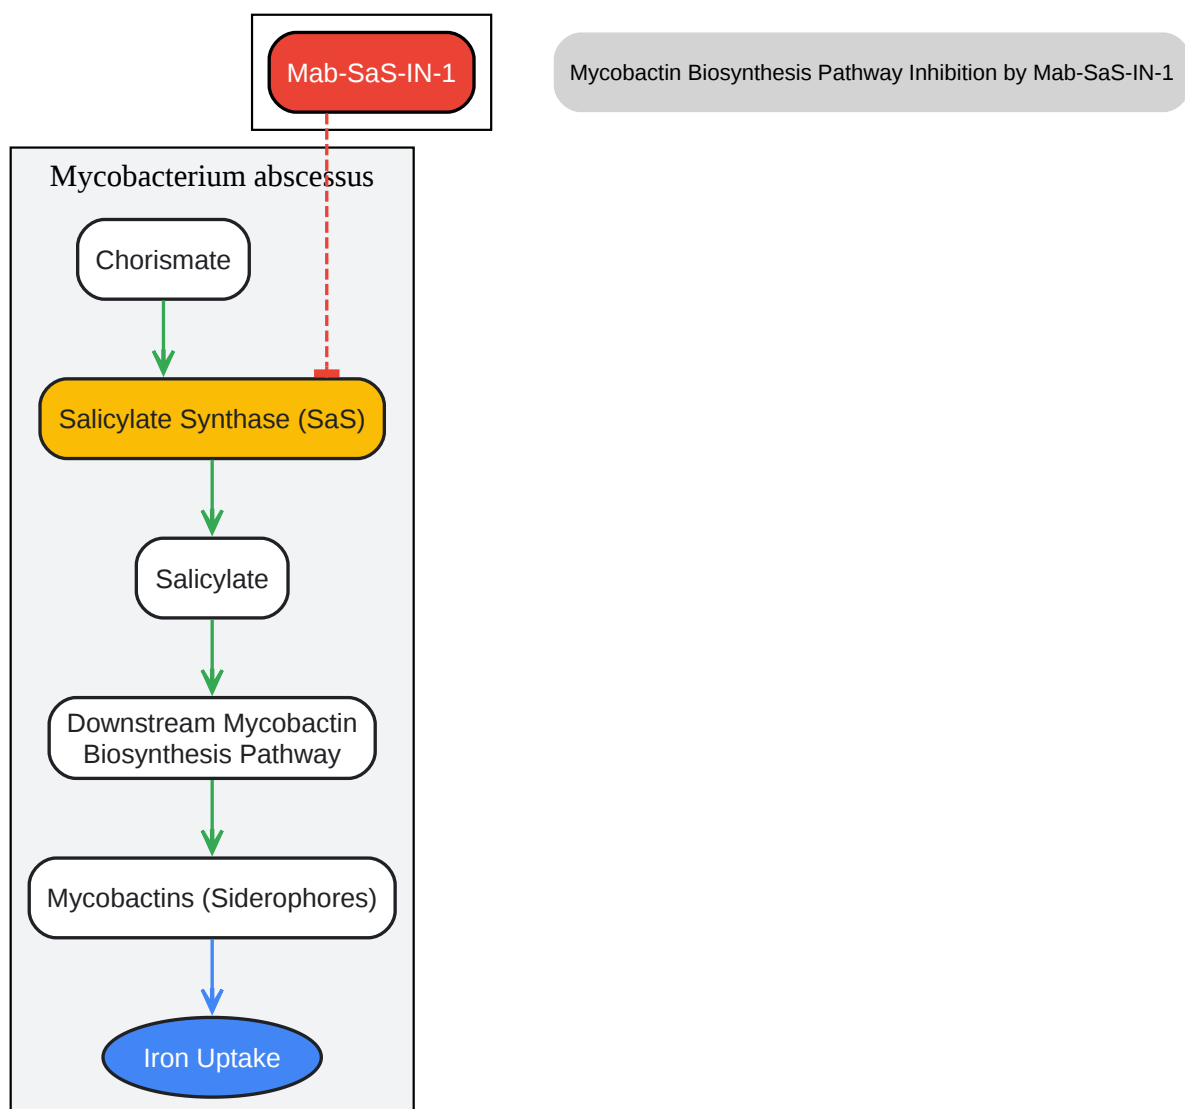 Mab-SaS-IN-1
Mycobactin Biosynthesis Pathway Inhibition by Mab-SaS-IN-1
Mycobacterium abscessus
Chorismate
Salicylate Synthase (SaS)
Salicylate
Downstream Mycobactin
Biosynthesis Pathway
Mycobactins (Siderophores)
Iron Uptake